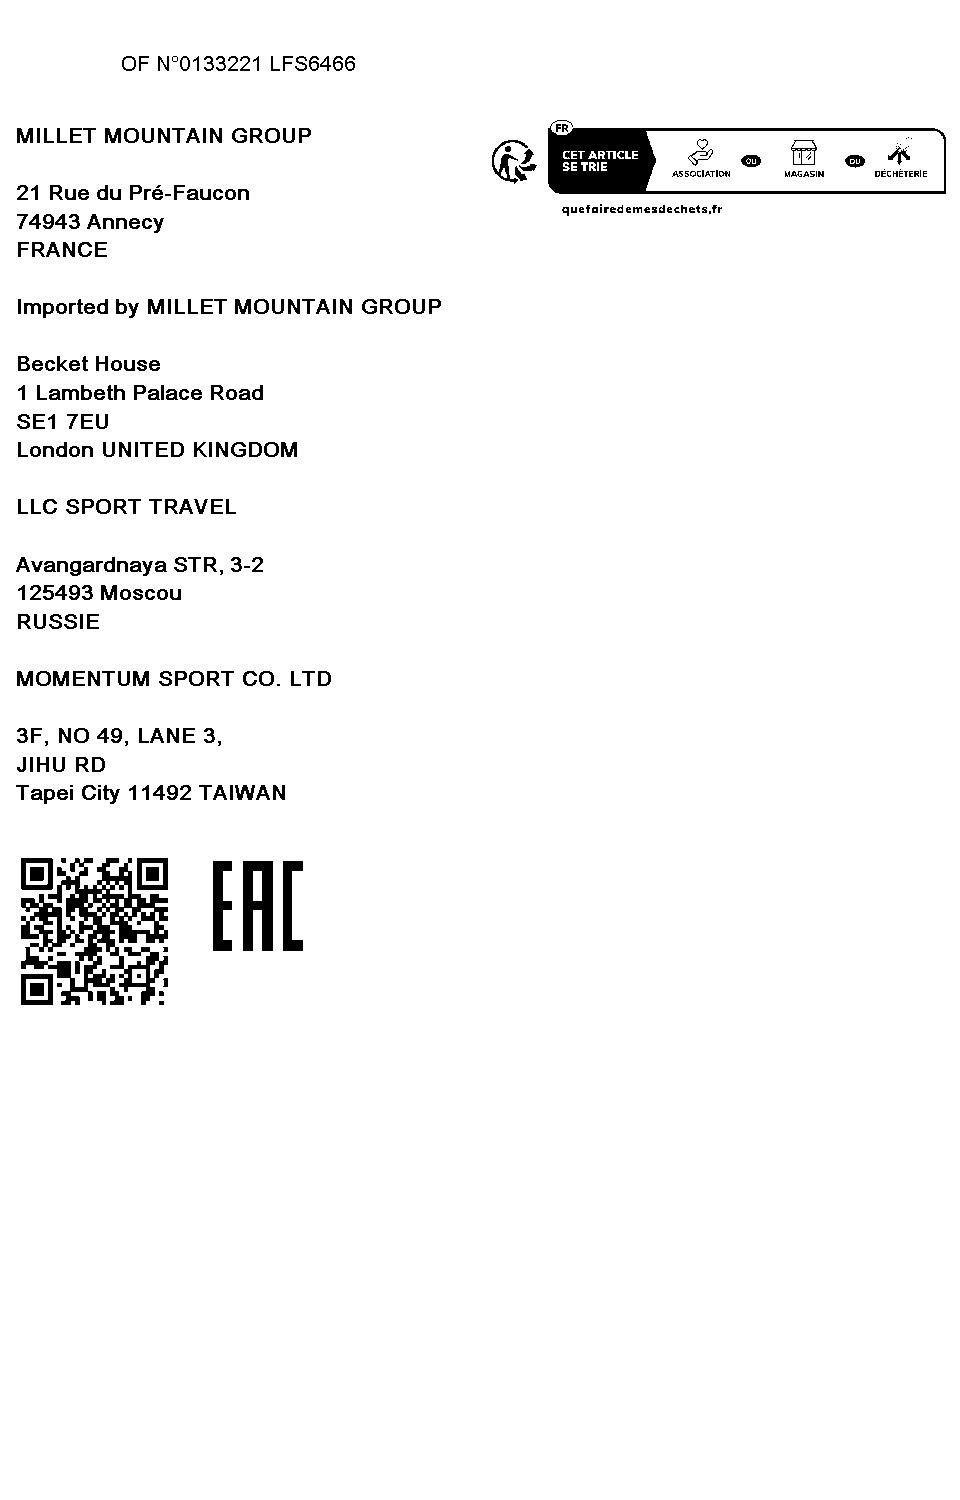 OF N°0133221 LFS6466
MILLET MOUNTAIN GROUP
21 Rue du Pré-Faucon
74943 Annecy
FRANCE
Imported by MILLET MOUNTAIN GROUP
Becket House
1 Lambeth Palace Road
SE1 7EU
London UNITED KINGDOM
LLC SPORT TRAVEL
Avangardnaya STR, 3-2
125493 Moscou
RUSSIE
MOMENTUM SPORT CO. LTD
3F, NO 49, LANE 3,
JIHU RD
Tapei City 11492 TAIWAN
EAC
FR
CET ARTICLE
SE TRIE
ASSOCIATION
OU
MAGASIN
OU
DÉCHÈTERIE
quefairedemesdechets.fr